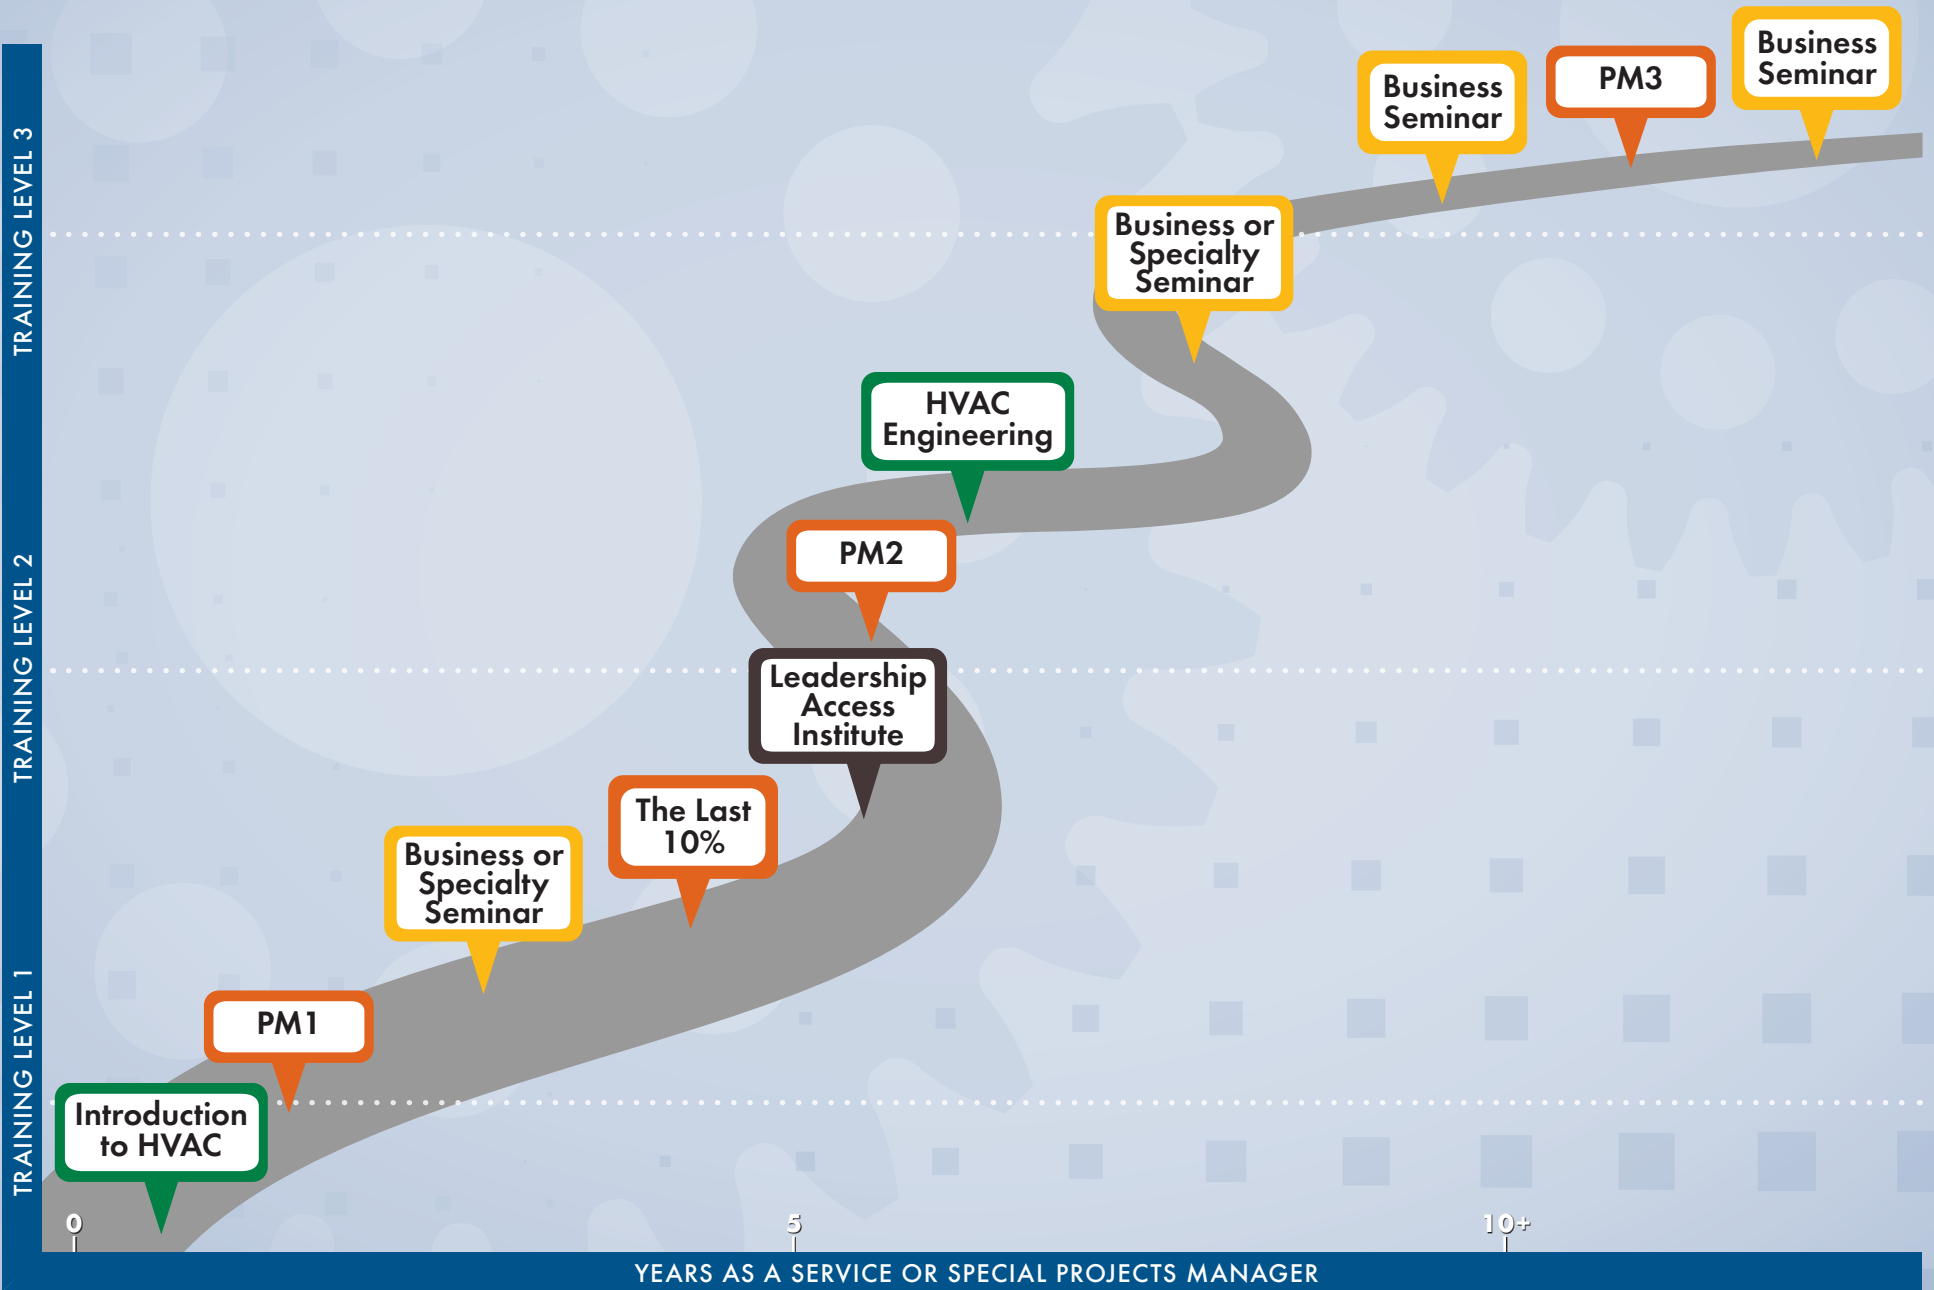 Business
Seminar
PM3
Business
Seminar
TRAINING LEVEL 3
Business or
Specialty
Seminar
HVAC
Engineering
PM2
TRAINING LEVEL 2
Leadership
Access
Institute
The Last
10%
Business or
Specialty
Seminar
TRAINING LEVEL 1
PM1
Introduction
to HVAC
0
5
10+
YEARS AS A SERVICE OR SPECIAL PROJECTS MANAGER